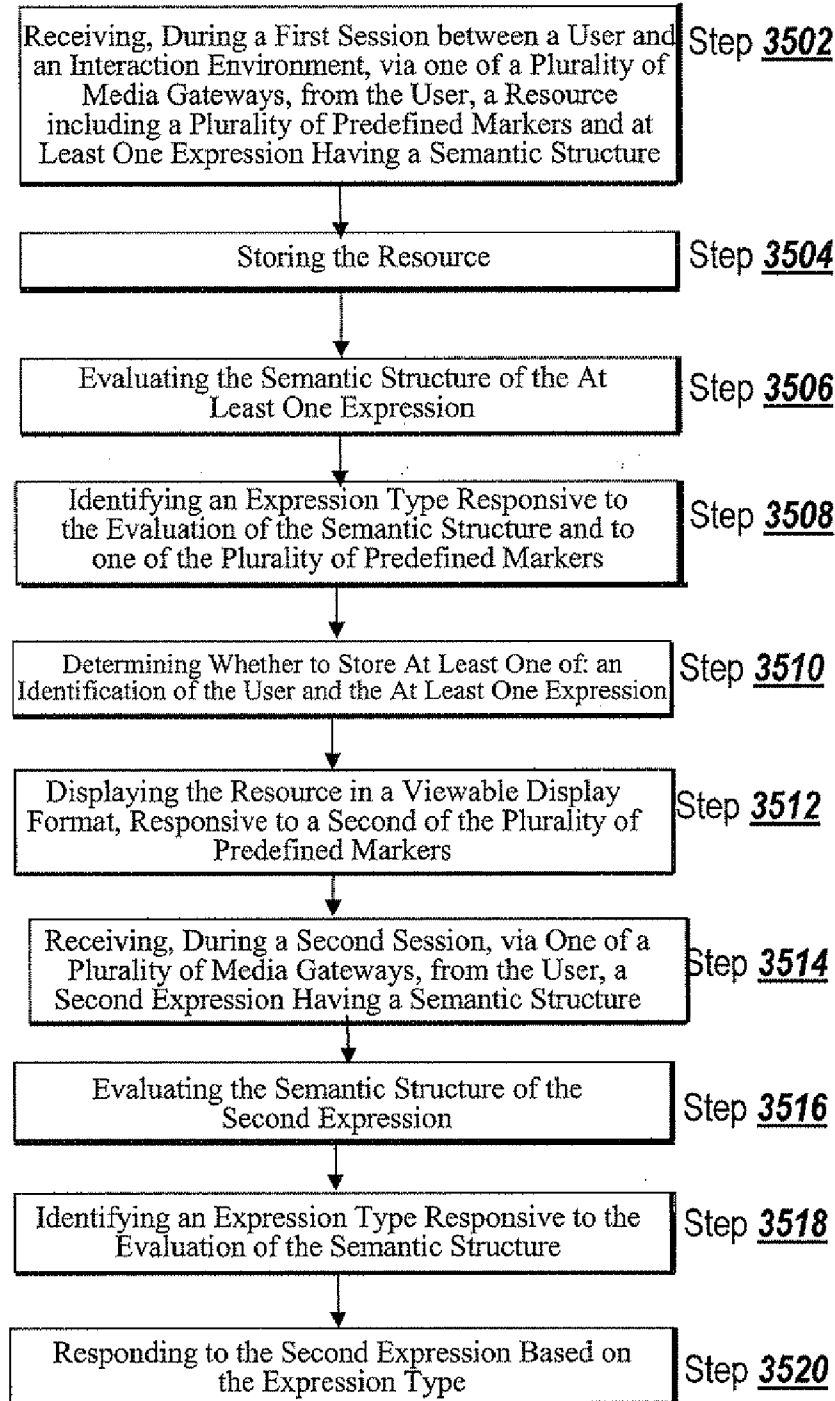 Receiving, During a First Session between a User and
an Interaction Environment, via one of a Plurality of
Media Gateways, from the User, a Resource
including a Plurality of Predefined Markers and at
Least One Expression Having a Semantic Structure
Step 3502
Storing the Resource
Step 3504
Evaluating the Semantic Structure of the At
Least One Expression
Step 3506
Identifying an Expression Type Responsive to
the Evaluation of the Semantic Structure and to
one of the Plurality of Predefined Markers
Step 3508
Determining Whether to Store At Least One of: an
Identification of the User and the At Least One Expression
Step 3510
Displaying the Resource in a Viewable Display
Format, Responsive to a Second of the Plurality of
Predefined Markers
Step 3512
Receiving, During a Second Session, via One of a
Plurality of Media Gateways, from the User, a
Second Expression Having a Semantic Structure
Step 3514
Evaluating the Semantic Structure of the
Second Expression
Step 3516
Identifying an Expression Type Responsive to the
Evaluation of the Semantic Structure
Step 3518
Responding to the Second Expression Based on
the Expression Type
Step 3520